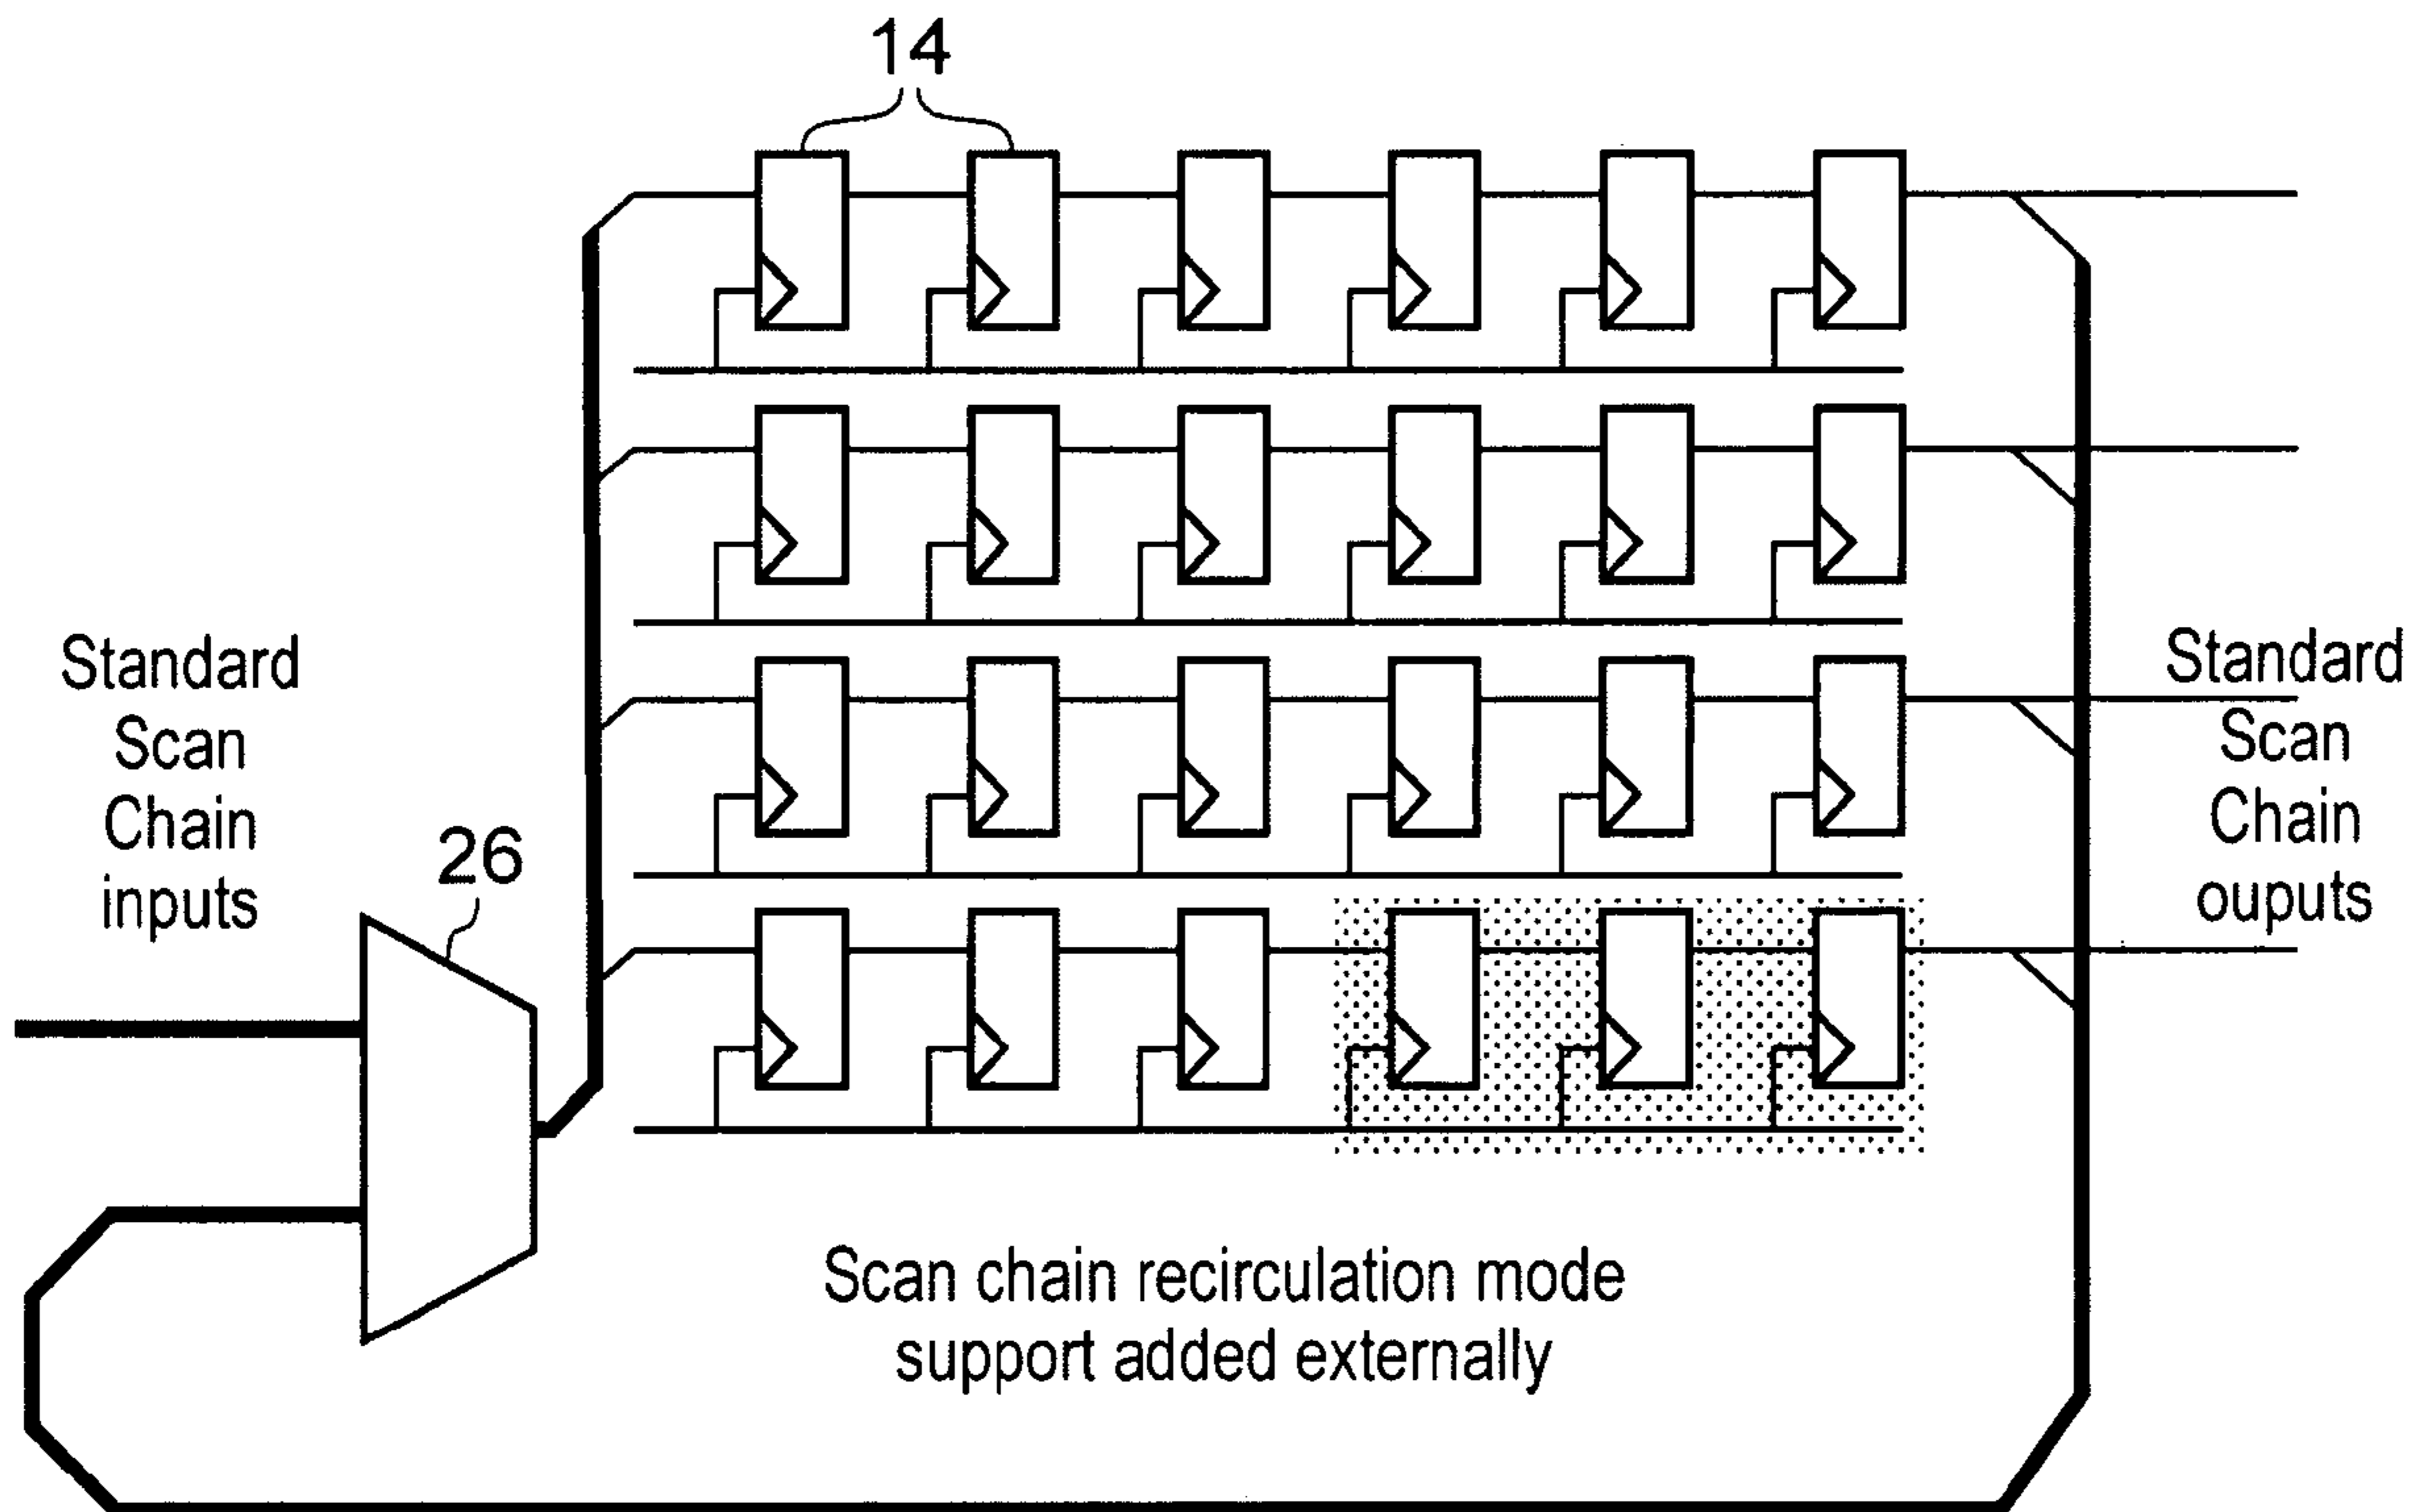 14
Standard
Scan
Chain
inputs
26
Standard
Scan
Chain
ouputs
Scan chain recirculation mode
support added externally